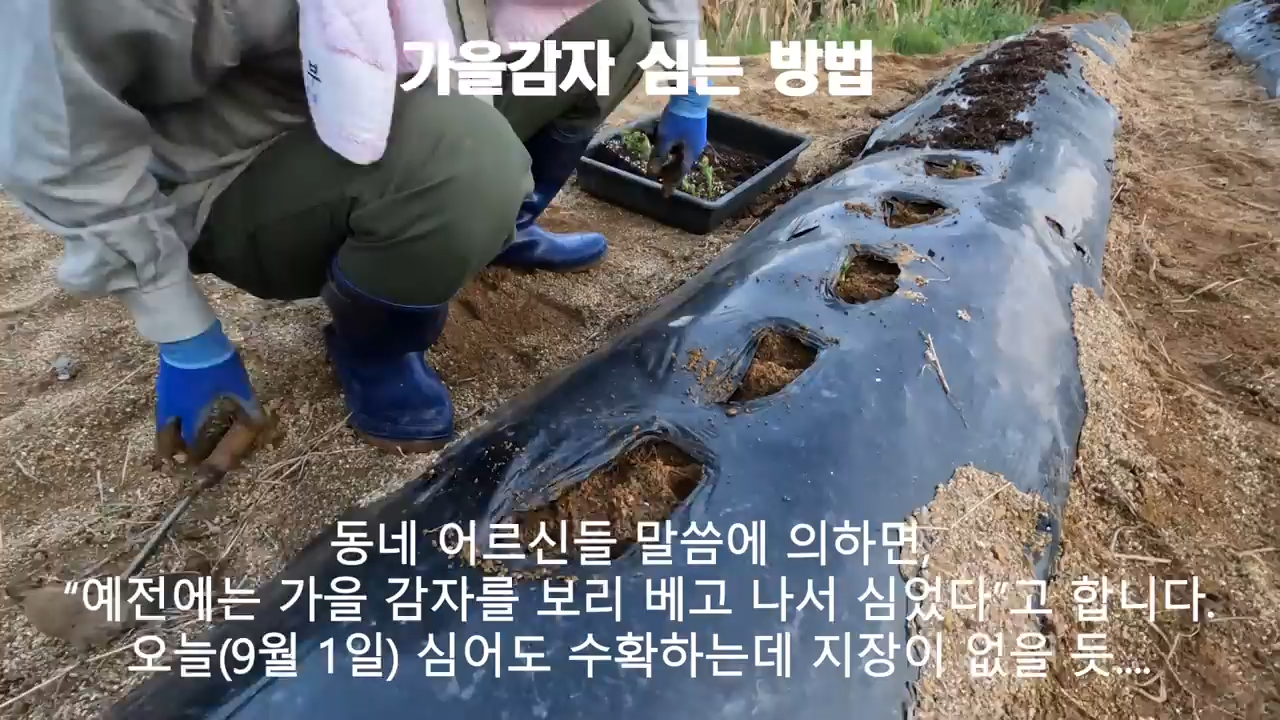 가을감자 심는 방법
부
동네 어르신들 말씀에 의하면,
“예전에는 가을 감자를 보리 베고 나서 심었다”고 합니다.
오늘(9월 1일) 심어도 수확하는데 지장이 없을 듯....